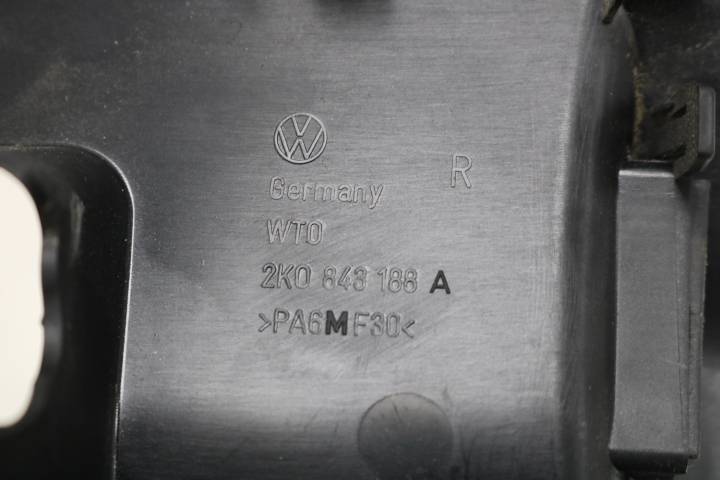 R
Germany
WTO
2K0 843 188 A
>PA6MF30<